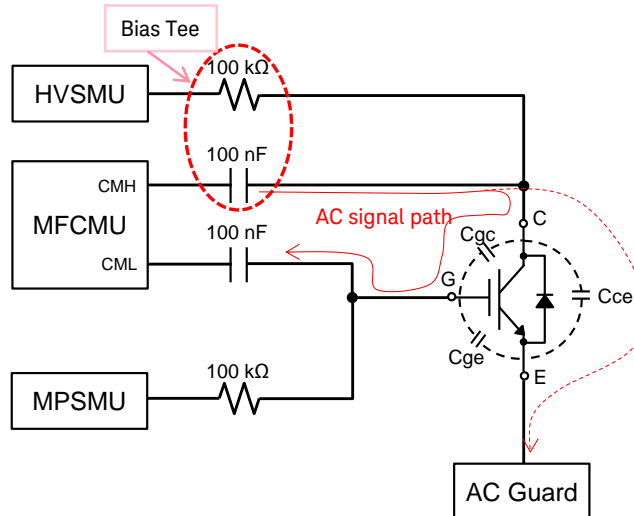 Bias Tee
100 kΩ
HVSMU
100 nF
CMH
MFCMU
AC signal path
C
100 nF
Cgc
CML
G
Cce
Cge
100 kΩ
E
MPSMU
AC Guard